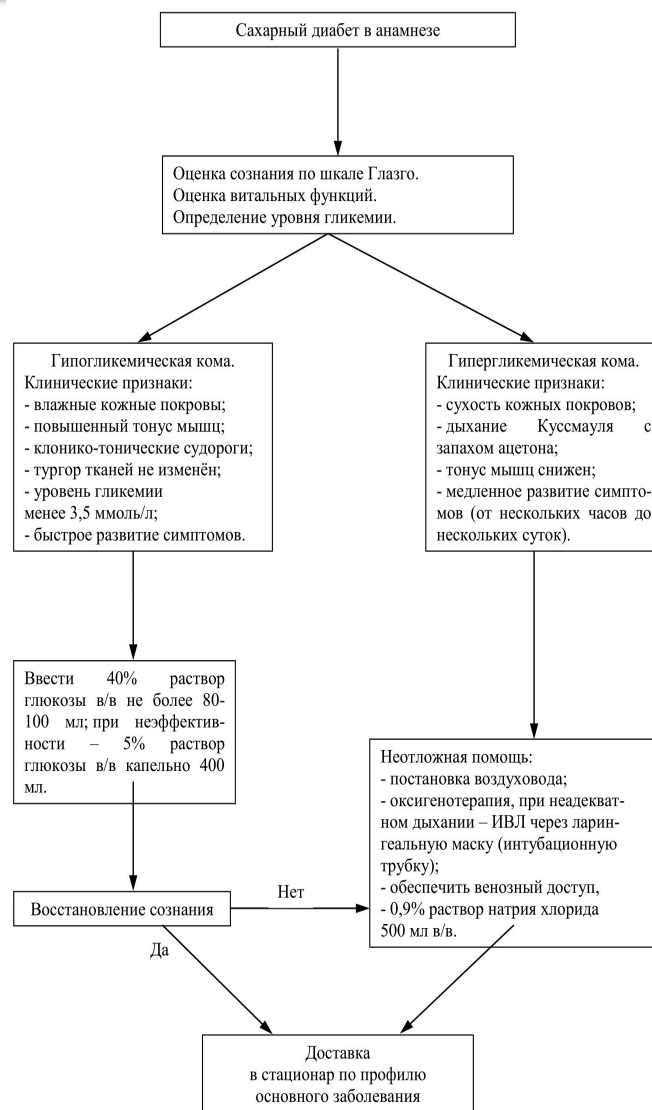 Сахарный диабет в анамнезе
Оценка сознания по шкале Глазго.
Оценка витальных функций.
Определение уровня гликемии.
Гипогликемическая кома.
Клинические признаки:
- влажные кожные покровы;
- повышенный тонус мышц;
- клонико-тонические судороги;
- тургор тканей не изменён;
- уровень гликемии
менее 3,5 ммоль/л;
- быстрое развитие симптомов.
Гипергликемическая кома.
Клинические признаки:
- сухость кожных покровов;
- дыхание Куссмауля с
запахом ацетона;
- тонус мышц снижен;
- медленное развитие симпто-
мов (от нескольких часов до
нескольких суток).
Ввести 40% раствор
глюкозы в/в не более 80-
100 мл; при неэффектив-
ности – 5% раствор
глюкозы в/в капельно 400
мл.
Неотложная помощь:
- постановка воздуховода;
- оксигенотерапия, при неадекват-
ном дыхании – ИВЛ через ларин-
геальную маску (интубационную
трубку);
- обеспечить венозный доступ,
- 0,9% раствор натрия хлорида
500 мл в/в.
Восстановление сознания
Нет
Да
Доставка
в стационар по профилю
основного заболевания